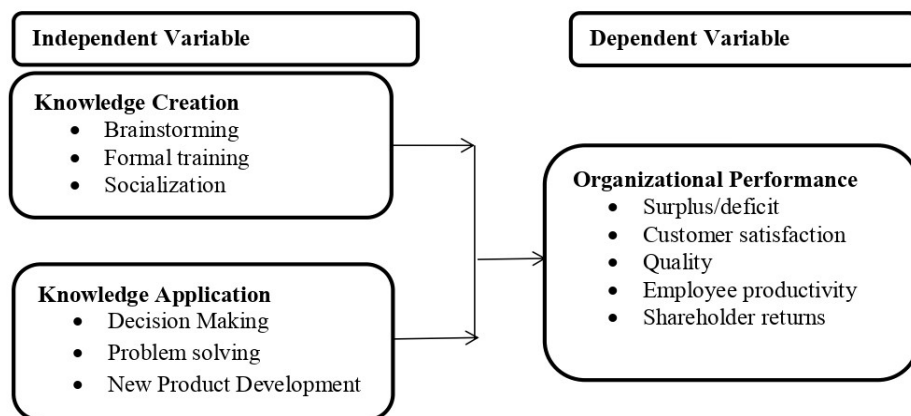 Independent Variable
Dependent Variable
Knowledge Creation
• Brainstorming
• Formal training
• Socialization
Knowledge Application
• Decision Making
• Problem solving
• New Product Development
Organizational Performance
• Surplus/deficit
• Customer satisfaction
• Quality
• Employee productivity
• Shareholder returns